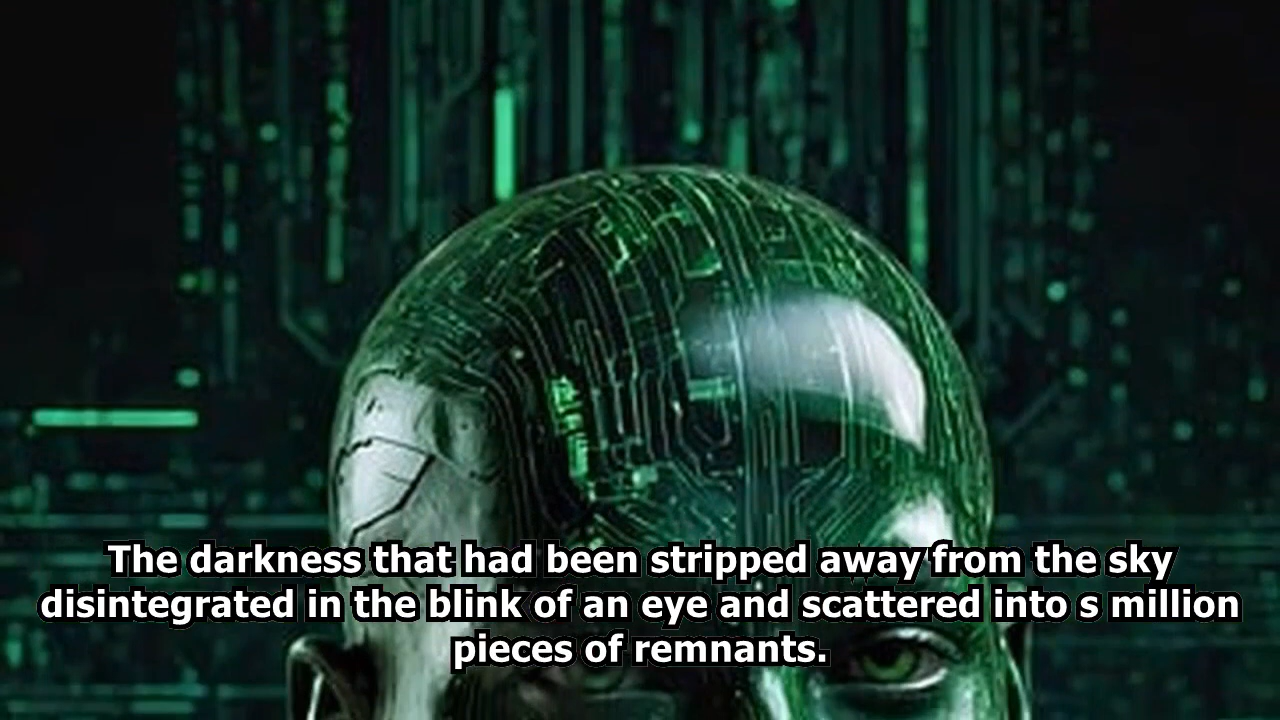 The darkness that had been stripped away from the sky
disintegrated in the blink of an eye and scattered into s million
pieces of remnants.